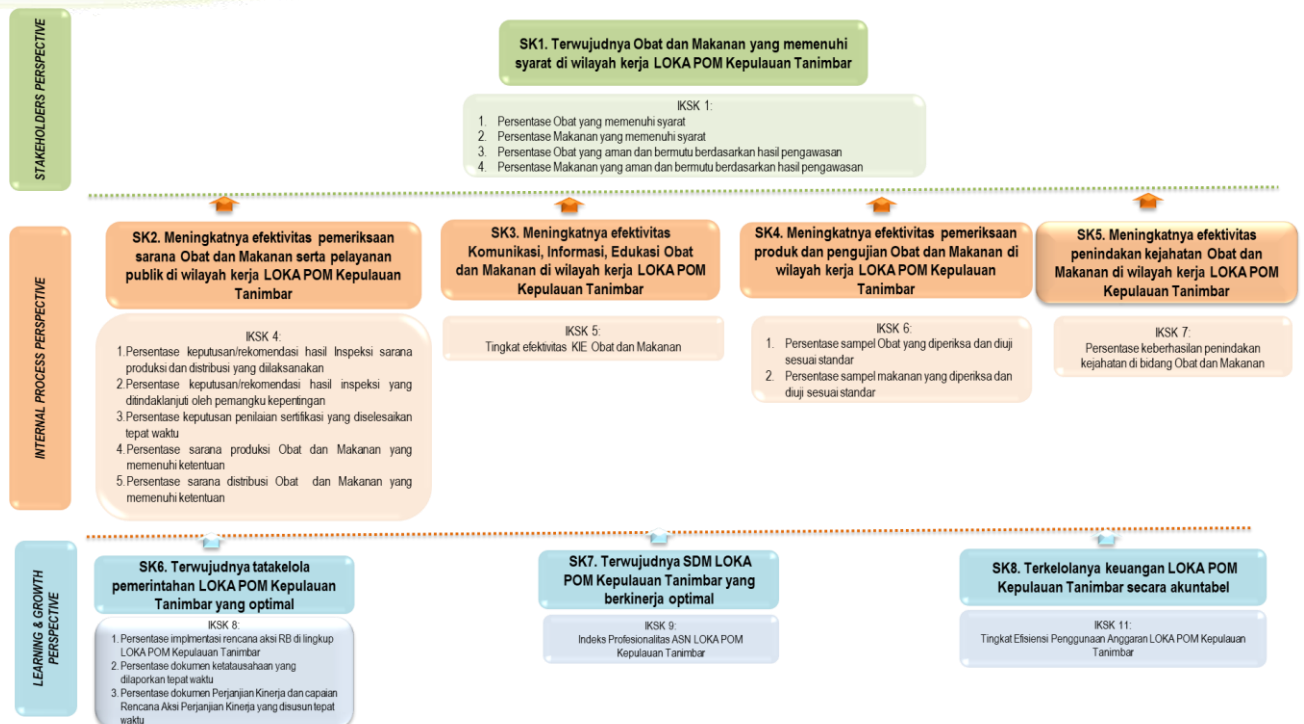 STAKEHOLDERS PERSPECTIVE
SK1. Terwujudnya Obat dan Makanan yang memenuhi
syarat di wilayah kerja LOKA POM Kepulauan Tanimbar
IKSK 1:
1. Persentase Obat yang memenuhi syarat
2. Persentase Makanan yang memenuhi syarat
3. Persentase Obat yang aman dan bermutu berdasarkan hasil pengawasan
4. Persentase Makanan yang aman dan bermutu berdasarkan hasil pengawasan
INTERNAL PROCESS PERSPECTIVE
SK2. Meningkatnya efektivitas pemeriksaan
sarana Obat dan Makanan serta pelayanan
publik di wilayah kerja LOKA POM Kepulauan
Tanimbar
IKSK 4:
1.Persentase keputusan/rekomendasi hasil Inspeksi sarana
produksi dan distribusi yang dilaksanakan
2.Persentase keputusan/rekomendasi hasil inspeksi yang
ditindaklanjuti oleh pemangku kepentingan
3.Persentase keputusan penilaian sertifikasi yang diselesaikan
tepat waktu
4.Persentase sarana produksi Obat dan Makanan yang
memenuhi ketentuan
5.Persentase sarana distribusi Obat dan Makanan yang
memenuhi ketentuan
SK3. Meningkatnya efektivitas
Komunikasi, Informasi, Edukasi Obat
dan Makanan di wilayah kerja LOKA POM
Kepulauan Tanimbar
IKSK 5:
Tingkat efektivitas KIE Obat dan Makanan
SK4. Meningkatnya efektivitas pemeriksaan
produk dan pengujian Obat dan Makanan di
wilayah kerja LOKA POM Kepulauan
Tanimbar
IKSK 6:
1. Persentase sampel Obat yang diperiksa dan diuji
sesuai standar
2. Persentase sampel makanan yang diperiksa dan
diuji sesuai standar
SK5. Meningkatnya efektivitas
penindakan kejahatan Obat dan
Makanan di wilayah kerja LOKA POM
Kepulauan Tanimbar
IKSK 7:
Persentase keberhasilan penindakan
kejahatan di bidang Obat dan Makanan
LEARNING & GROWTH
PERSPECTIVE
SK6. Terwujudnya tatakelola
pemerintahan LOKA POM Kepulauan
Tanimbar yang optimal
IKSK 8:
1. Persentase implmentasi rencana aksi RB di lingkup
LOKA POM Kepulauan Tanimbar
2. Persentase dokumen ketatausahaan yang
dilaporkan tepat waktu
3. Persentase dokumen Perjanjian Kinerja dan capaian
Rencana Aksi Perjanjian Kinerja yang disusun tepat
waktu
SK7. Terwujudnya SDM LOKA
POM Kepulauan Tanimbar yang
berkinerja optimal
IKSK 9:
Indeks Profesionalitas ASN LOKA POM
Kepulauan Tanimbar
SK8. Terkelolanya keuangan LOKA POM
Kepulauan Tanimbar secara akuntabel
IKSK 11:
Tingkat Efisiensi Penggunaan Anggaran LOKA POM Kepulauan
Tanimbar